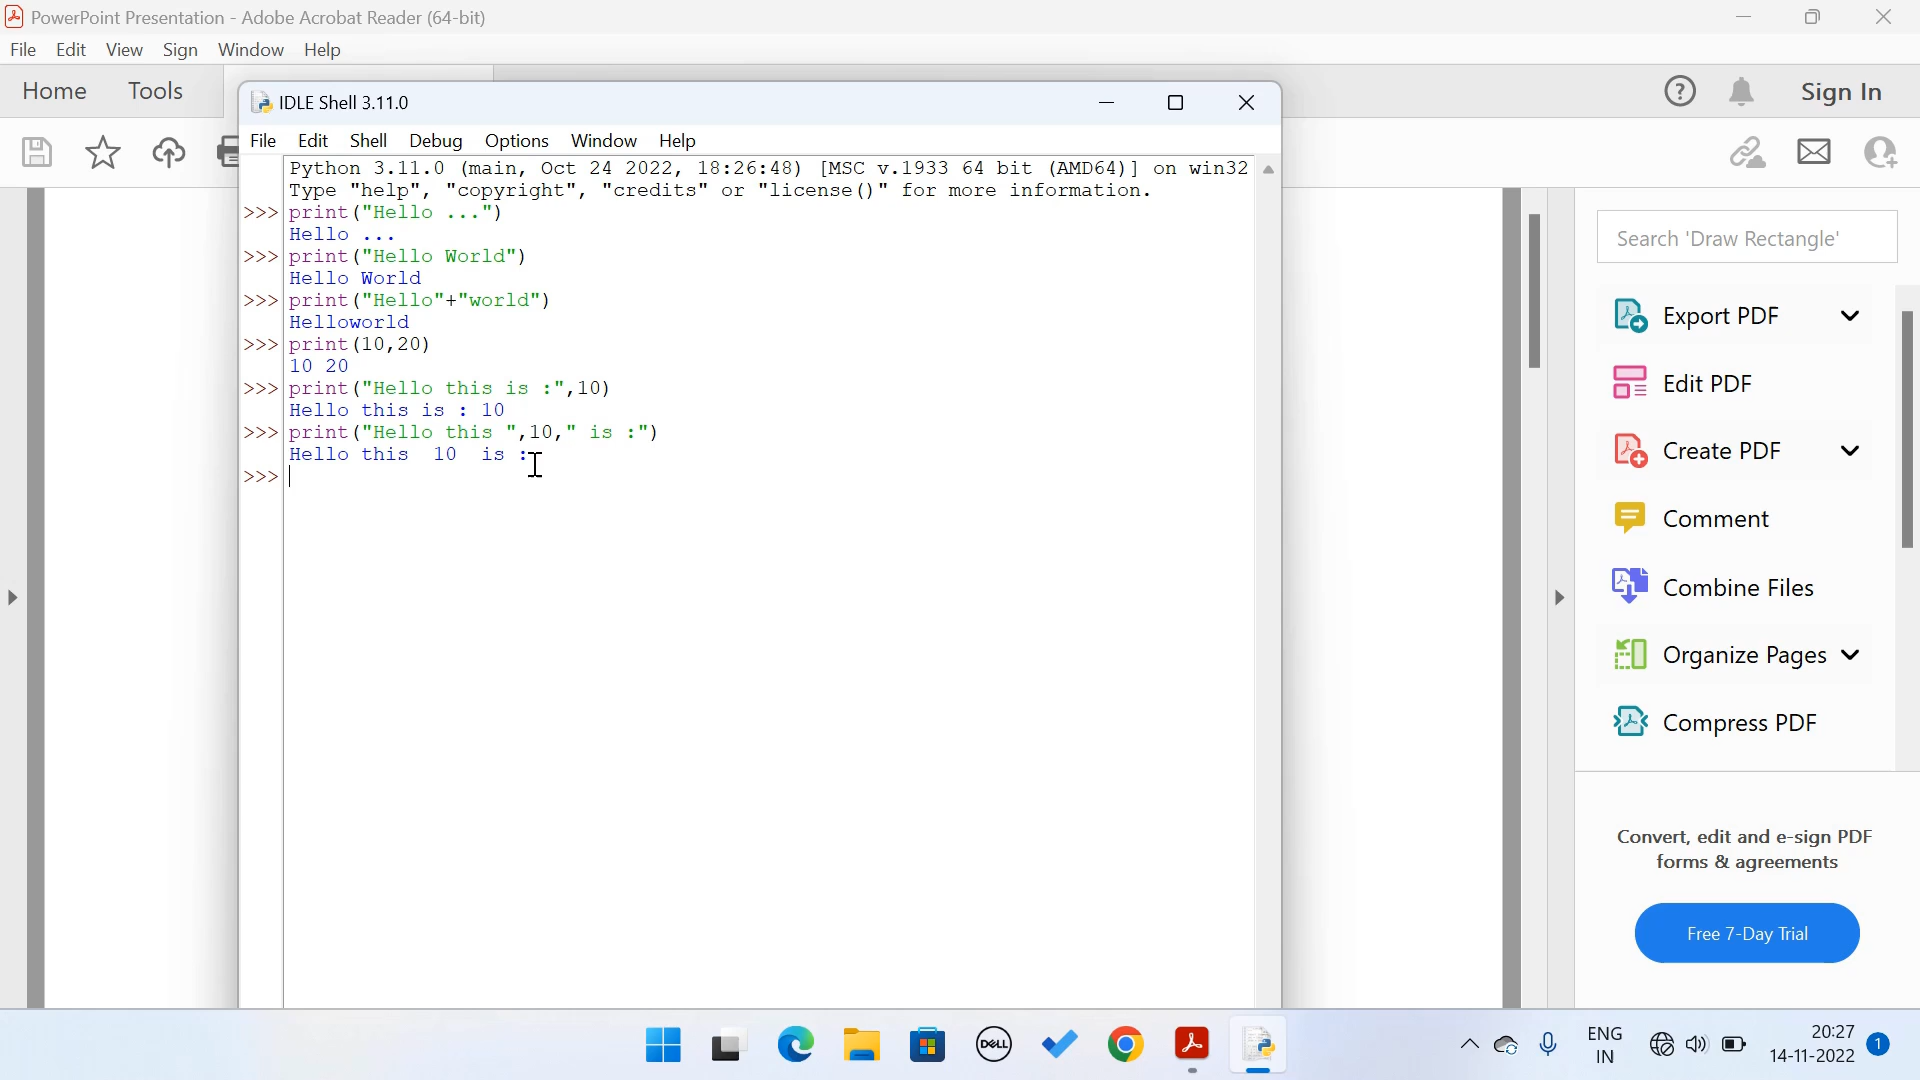 PowerPoint Presentation - Adobe Acrobat Reader (64-bit)
File Edit View Sign Window Help
Home Tools
Sign In
IDLE Shell 3.11.0
File Edit Shell Debug Options Window Help
Python 3.11.0 (main, Oct 24 2022, 18:26:48) [MSC v.1933 64 bit (AMD64)] on win32
Type "help", "copyright", "credits" or "license()" for more information.
>>> print("Hello ...")
Hello ...
>>> print("Hello World")
Hello World
>>> print("Hello"+"world")
Helloworld
>>> print(10,20)
10 20
>>> print("Hello this is :",10)
Hello this is : 10
>>> print("Hello this ",10," is :")
Hello this  10  is :
>>>
Search 'Draw Rectangle'
Export PDF
Edit PDF
Create PDF
Comment
Combine Files
Organize Pages
Compress PDF
Convert, edit and e-sign PDF
forms & agreements
Free 7-Day Trial
DELL
ENG
IN
20:27
14-11-2022
1